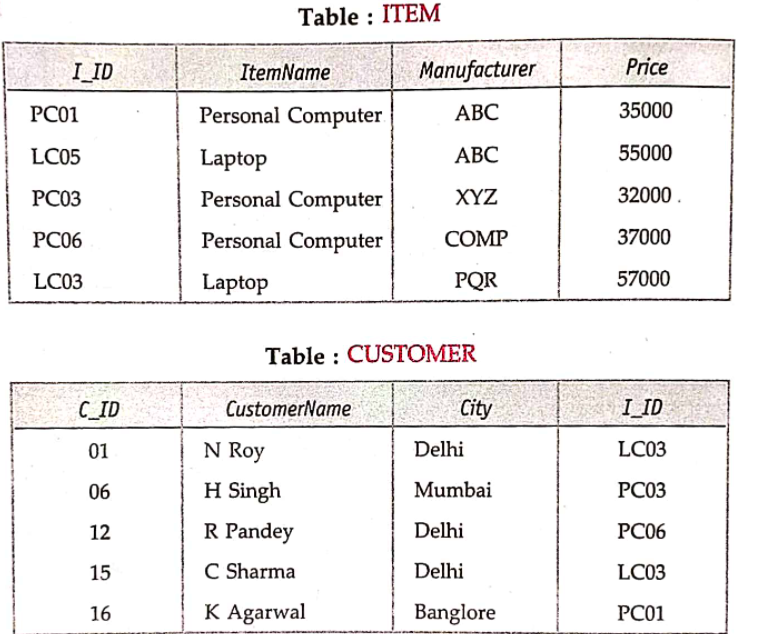 Table : ITEM
I_ID ItemName Manufacturer Price
PC01 Personal Computer ABC 35000
LC05 Laptop ABC 55000
PC03 Personal Computer XYZ 32000 .
PC06 Personal Computer COMP 37000
LC03 Laptop PQR 57000
Table : CUSTOMER
C_ID CustomerName City I_ID
01 N Roy Delhi LC03
06 H Singh Mumbai PC03
12 R Pandey Delhi PC06
15 C Sharma Delhi LC03
16 K Agarwal Banglore PC01